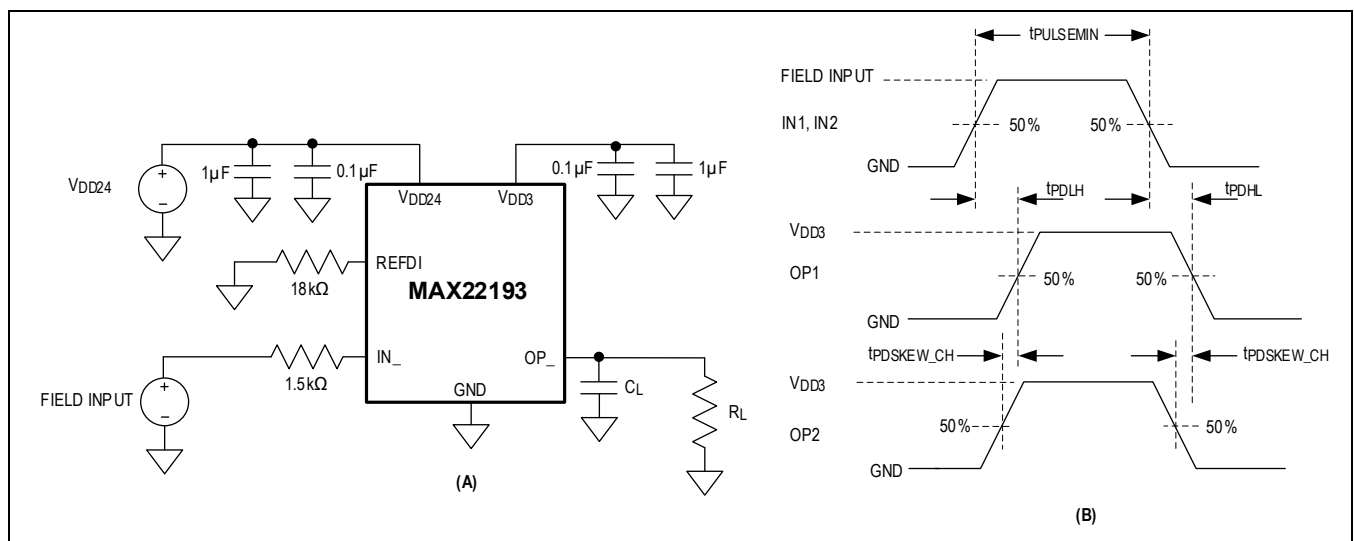 VDD24
1µF
0.1µF
0.1µF
1µF
VDD24
VDD3
REFDI
18kΩ
MAX22193
IN_
1.5kΩ
OP_
FIELD INPUT
GND
CL
RL
(A)
tPULSEMIN
FIELD INPUT
IN1, IN2
50%
50%
GND
tPDLH
tPDHL
VDD3
OP1
50%
50%
GND
tPDSKEW_CH
tPDSKEW_CH
VDD3
OP2
50%
50%
GND
(B)